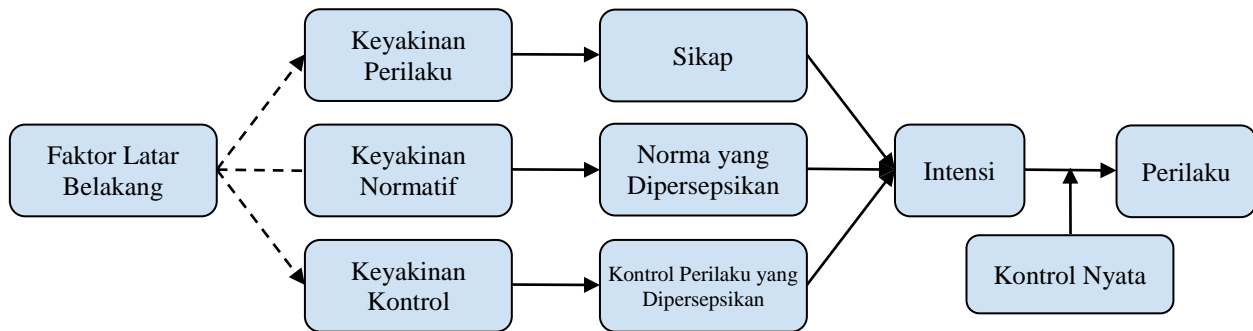 Keyakinan
Perilaku
Sikap
Faktor Latar
Belakang
Keyakinan
Normatif
Norma yang
Dipersepsikan
Intensi
Perilaku
Keyakinan
Kontrol
Kontrol Perilaku yang
Dipersepsikan
Kontrol Nyata